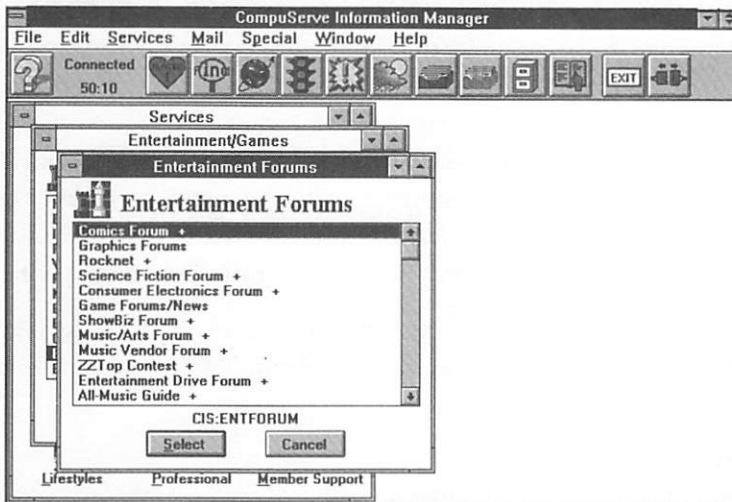 CompuServe Information Manager
File Edit Services Mail Special Window Help
Connected
50:10
EXIT
Services
Entertainment/Games
Entertainment Forums
Entertainment Forums
Comics Forum +
Graphics Forums
Rocknet +
Science Fiction Forum +
Consumer Electronics Forum +
Game Forums/News
ShowBiz Forum +
Music/Arts Forum +
Music Vendor Forum +
ZZTop Contest +
Entertainment Drive Forum +
All-Music Guide +
CIS:ENTFORUM
Select Cancel
Lifestyles Professional Member Support